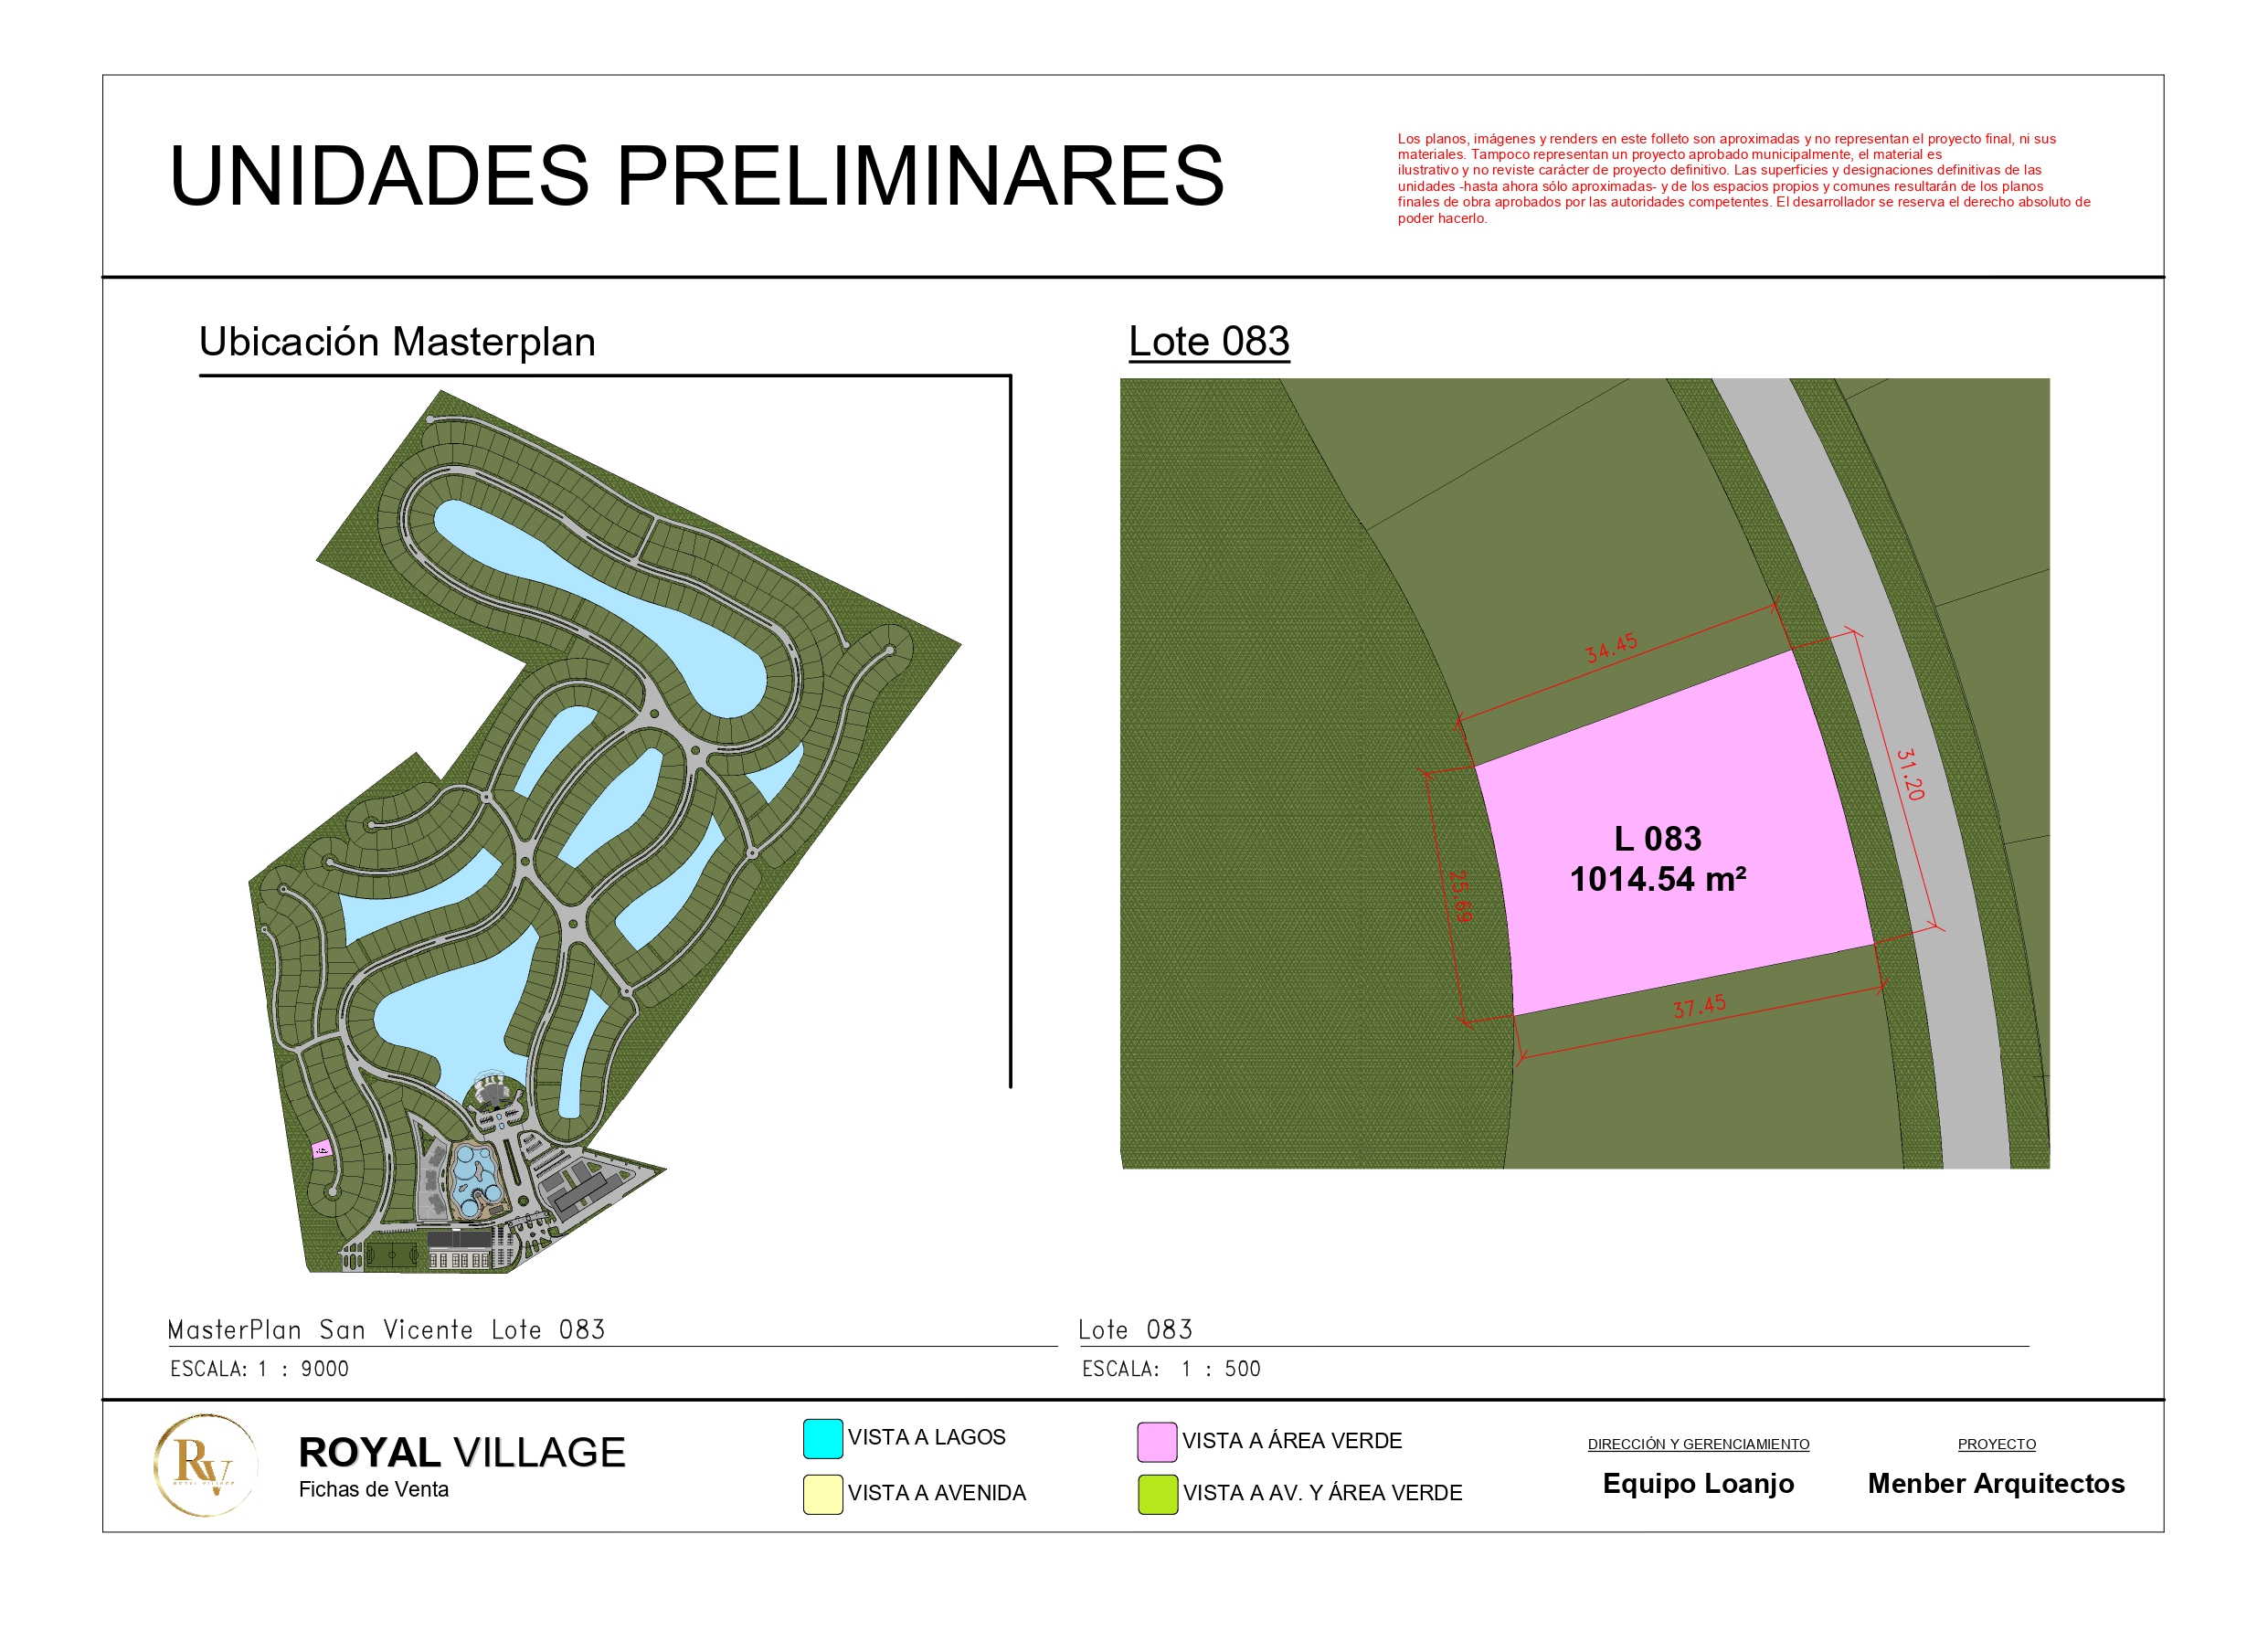 UNIDADES PRELIMINARES
Los planos, imágenes y renders en este folleto son aproximadas y no representan el proyecto final, ni sus
materiales. Tampoco representan un proyecto aprobado municipalmente, el material es
ilustrativo y no reviste carácter de proyecto definitivo. Las superficies y designaciones definitivas de las
unidades -hasta ahora sólo aproximadas- y de los espacios propios y comunes resultarán de los planos
finales de obra aprobados por las autoridades competentes. El desarrollador se reserva el derecho absoluto de
poder hacerlo.
Ubicación Masterplan
Lote 083
34.45
31.20
L 083
1014.54 m²
25.69
37.45
MasterPlan San Vicente Lote 083
ESCALA: 1 : 9000
Lote 083
ESCALA: 1 : 500
RV
ROYAL VILLAGE
ROYAL VILLAGE
Fichas de Venta
VISTA A LAGOS
VISTA A AVENIDA
VISTA A ÁREA VERDE
VISTA A AV. Y ÁREA VERDE
DIRECCIÓN Y GERENCIAMIENTO
Equipo Loanjo
PROYECTO
Menber Arquitectos